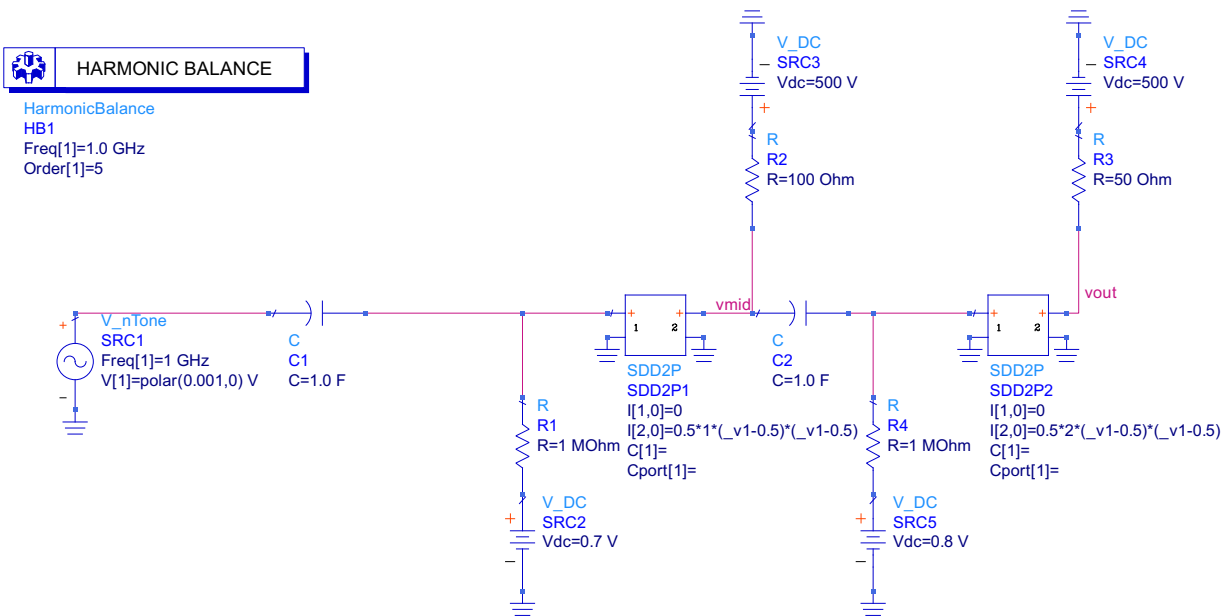 HARMONIC BALANCE
HarmonicBalance
HB1
Freq[1]=1.0 GHz
Order[1]=5
V_DC
SRC3
Vdc=500 V
−
+
R
R2
R=100 Ohm
V_DC
SRC4
Vdc=500 V
−
+
R
R3
R=50 Ohm
vmid
vout
+
V_nTone
SRC1
Freq[1]=1 GHz
V[1]=polar(0.001,0) V
−
C
C1
C=1.0 F
R
R1
R=1 MOhm
+
V_DC
SRC2
Vdc=0.7 V
−
+ +
1 2
SDD2P
SDD2P1
I[1,0]=0
I[2,0]=0.5*1*(_v1-0.5)*(_v1-0.5)
C[1]=
Cport[1]=
C
C2
C=1.0 F
R
R4
R=1 MOhm
+
V_DC
SRC5
Vdc=0.8 V
−
+ +
1 2
SDD2P
SDD2P2
I[1,0]=0
I[2,0]=0.5*2*(_v1-0.5)*(_v1-0.5)
C[1]=
Cport[1]=